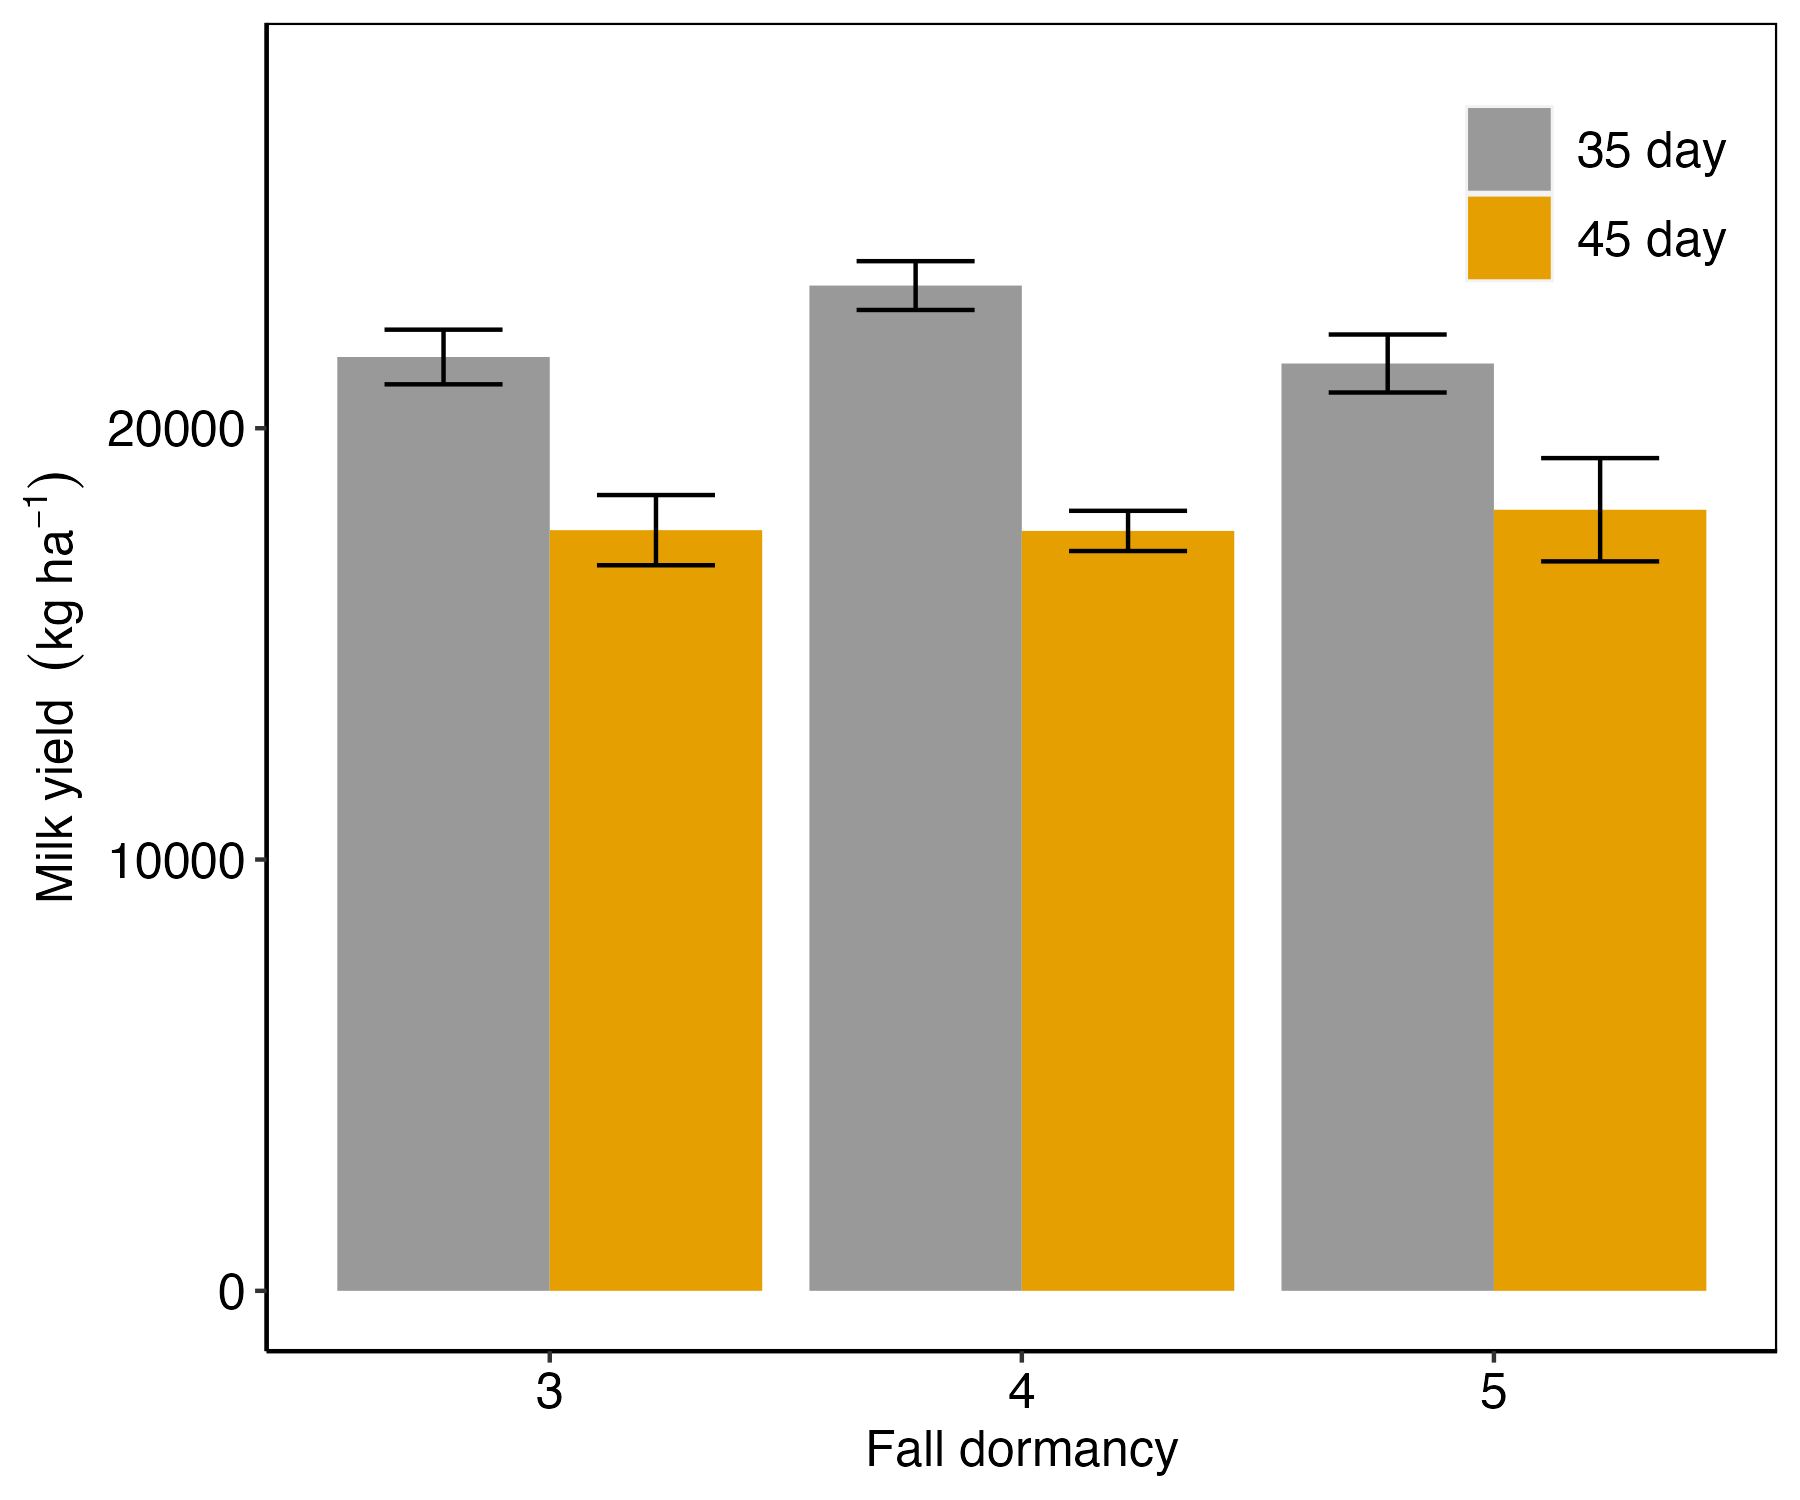 35 day
45 day
20000
10000
0
Milk yield (kg ha⁻¹)
3 4 5
Fall dormancy